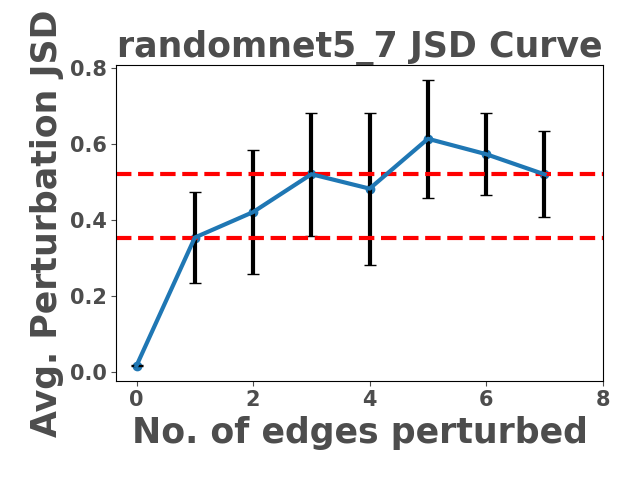 randomnet5_7 JSD Curve
Avg. Perturbation JSD
0.8
0.6
0.4
0.2
0.0
0 2 4 6 8
No. of edges perturbed